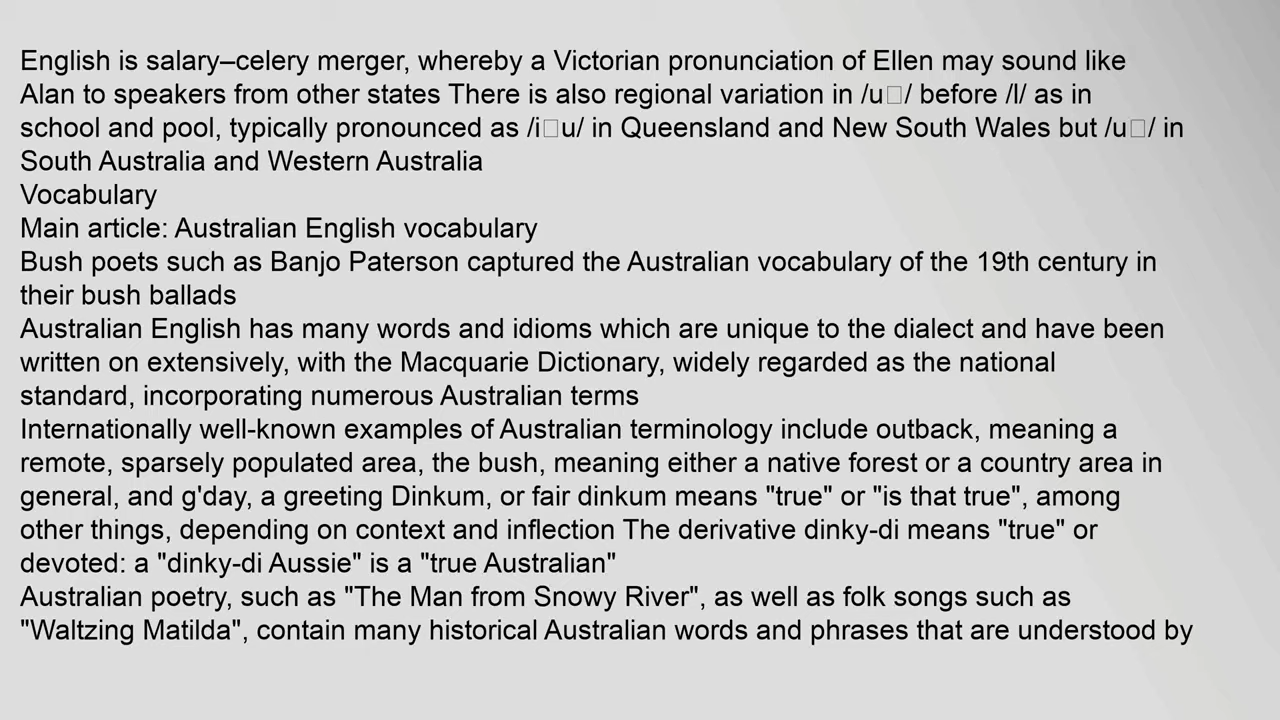 English is salary–celery merger, whereby a Victorian pronunciation of Ellen may sound like
Alan to speakers from other states There is also regional variation in /u□/ before /l/ as in
school and pool, typically pronounced as /i□u/ in Queensland and New South Wales but /u□/ in
South Australia and Western Australia
Vocabulary
Main article: Australian English vocabulary
Bush poets such as Banjo Paterson captured the Australian vocabulary of the 19th century in
their bush ballads
Australian English has many words and idioms which are unique to the dialect and have been
written on extensively, with the Macquarie Dictionary, widely regarded as the national
standard, incorporating numerous Australian terms
Internationally well-known examples of Australian terminology include outback, meaning a
remote, sparsely populated area, the bush, meaning either a native forest or a country area in
general, and g'day, a greeting Dinkum, or fair dinkum means "true" or "is that true", among
other things, depending on context and inflection The derivative dinky-di means "true" or
devoted: a "dinky-di Aussie" is a "true Australian"
Australian poetry, such as "The Man from Snowy River", as well as folk songs such as
"Waltzing Matilda", contain many historical Australian words and phrases that are understood by